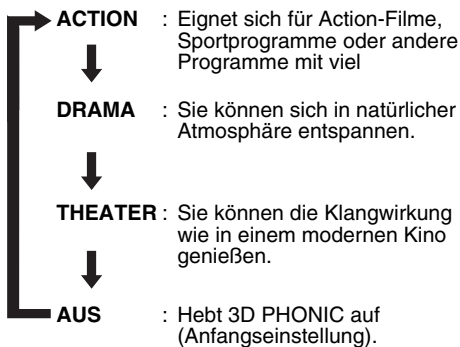 ACTION : Eignet sich für Action-Filme,
Sportprogramme oder andere
Programme mit viel
DRAMA : Sie können sich in natürlicher
Atmosphäre entspannen.
THEATER : Sie können die Klangwirkung
wie in einem modernen Kino
genießen.
AUS : Hebt 3D PHONIC auf
(Anfangseinstellung).